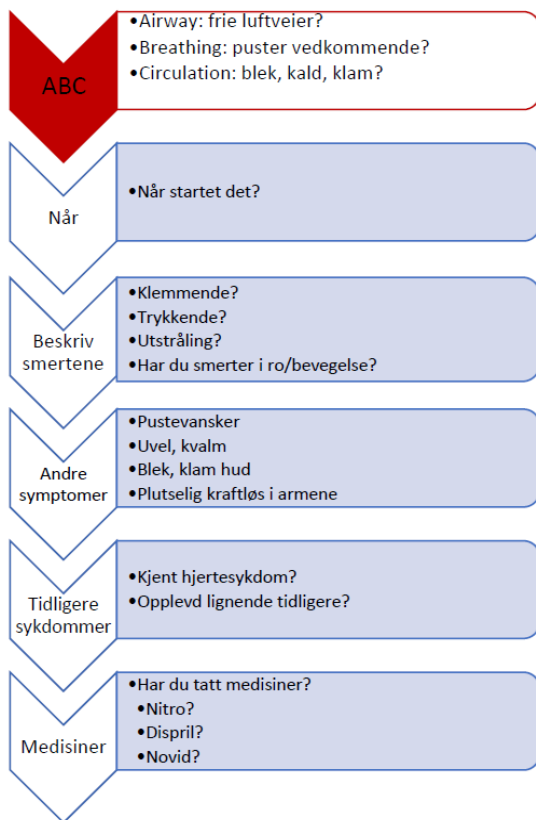 ABC
•Airway: frie luftveier?
•Breathing: puster vedkommende?
•Circulation: blek, kald, klam?
Når
•Når startet det?
Beskriv
smertene
•Klemmende?
•Trykkende?
•Utstråling?
•Har du smerter i ro/bevegelse?
Andre
symptomer
•Pustevansker
•Uvel, kvalm
•Blek, klam hud
•Plutselig kraftløs i armene
Tidligere
sykdommer
•Kjent hjertesykdom?
•Opplevd lignende tidligere?
Medisiner
•Har du tatt medisiner?
•Nitro?
•Dispril?
•Novid?